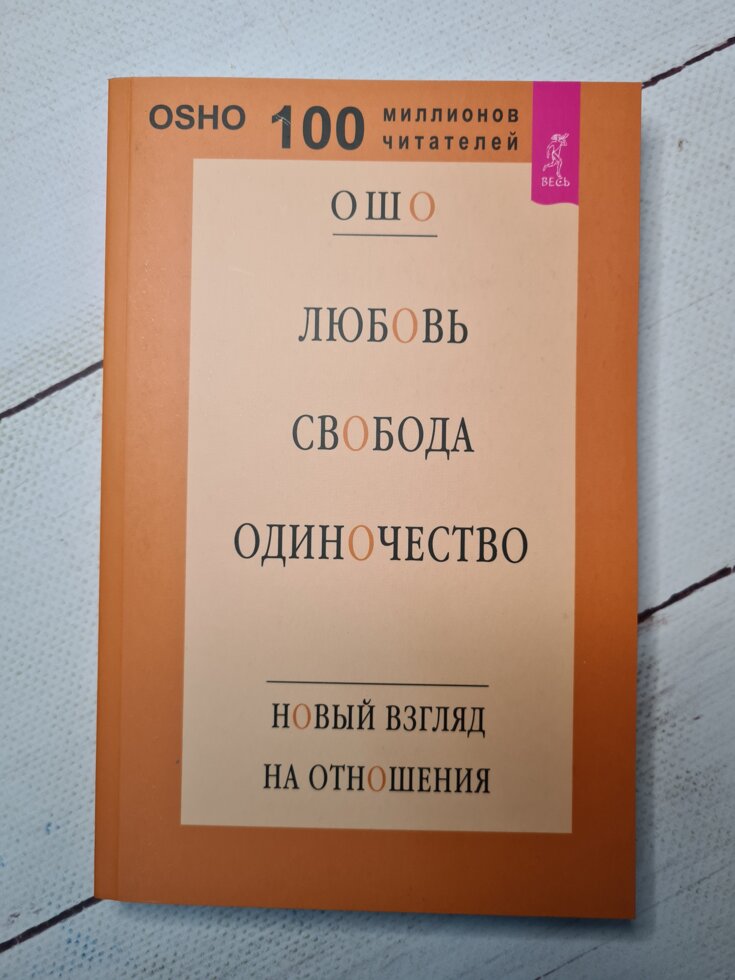 OSHO 100 МИЛЛИОНОВ
ЧИТАТЕЛЕЙ
ВЕСЬ
ОШО
ЛЮБОВЬ
СВОБОДА
ОДИНОЧЕСТВО
НОВЫЙ ВЗГЛЯД
НА ОТНОШЕНИЯ